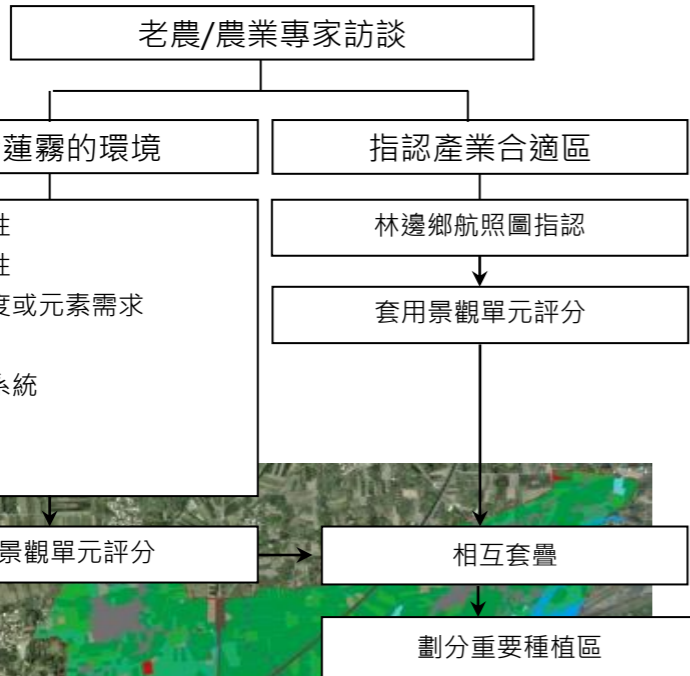 老農/農業專家訪談
蓮霧的環境
指認產業合適區
性
性
度或元素需求
系統
景觀單元評分
林邊鄉航照圖指認
套用景觀單元評分
相互套疊
劃分重要種植區